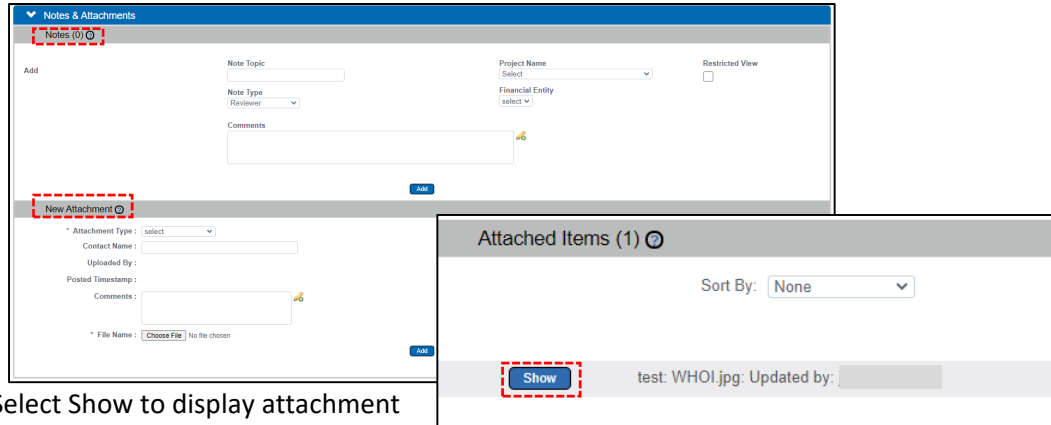 Notes & Attachments
Notes (0) ?
Add
Note Topic
Project Name
Select
Restricted View
Note Type
Reviewer
Financial Entity
select
Comments
Add
New Attachment ?
* Attachment Type : select
Contact Name :
Uploaded By :
Posted Timestamp :
Comments :
* File Name : Choose File No file chosen
Add
Attached Items (1) ?
Sort By: None
Show test: WHOI.jpg: Updated by:
Select Show to display attachment